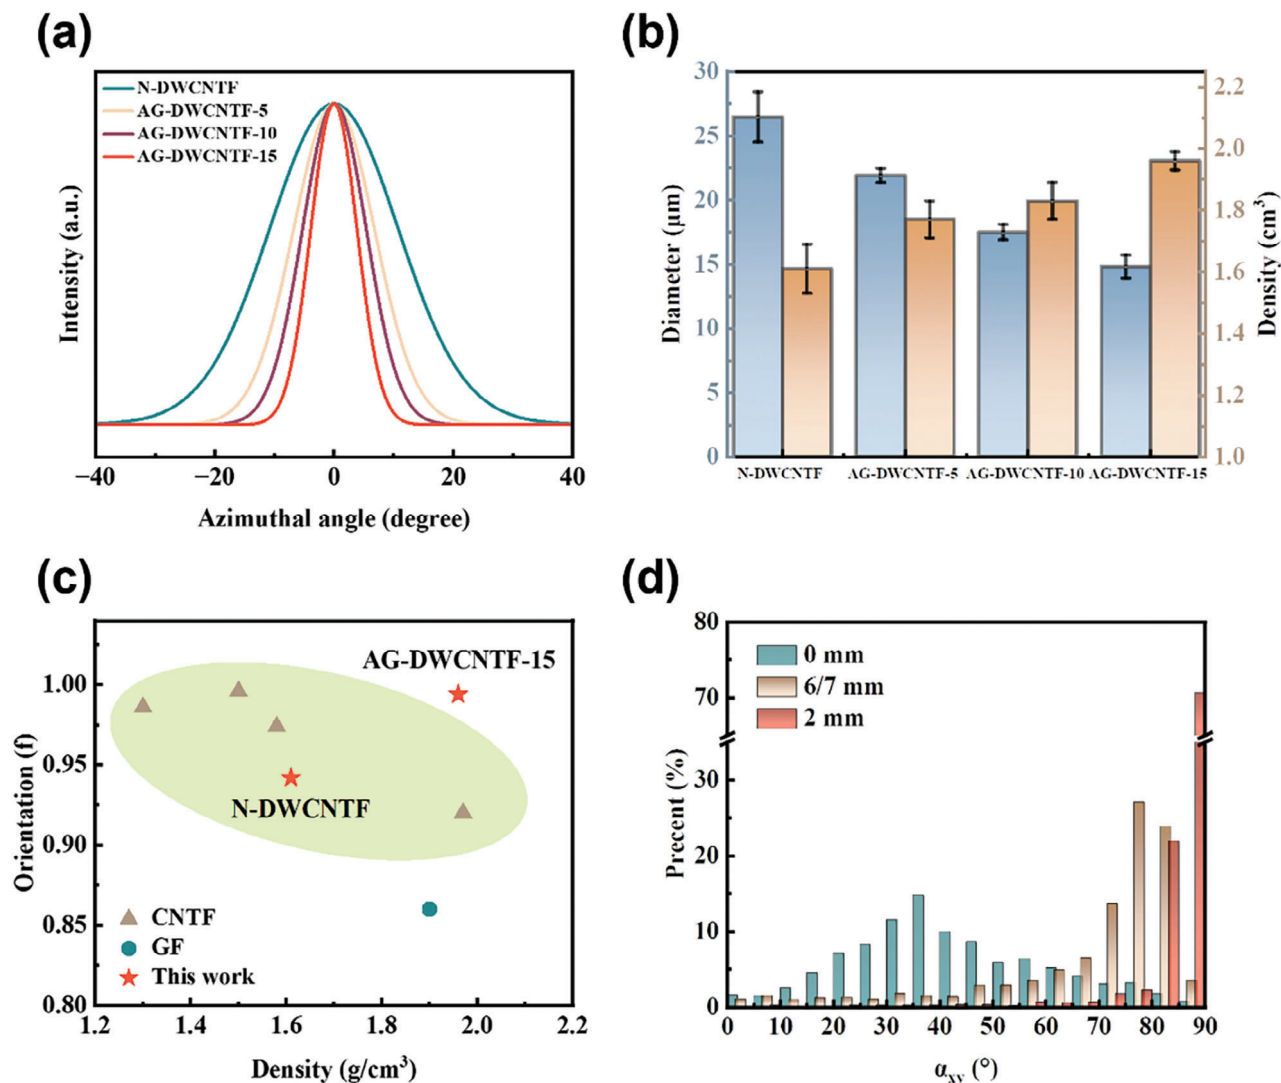 (a)
N-DWCNTF
AG-DWCNTF-5
AG-DWCNTF-10
AG-DWCNTF-15
Intensity (a.u.)
−40 −20 0 20 40
Azimuthal angle (degree)
(b)
30
25
20
15
10
5
0
Diameter (μm)
2.2
2.0
1.8
1.6
1.4
1.2
1.0
Density (cm³)
N-DWCNTF AG-DWCNTF-5 AG-DWCNTF-10 AG-DWCNTF-15
(c)
1.00
0.95
0.90
0.85
0.80
Orientation (f)
AG-DWCNTF-15
N-DWCNTF
CNTF
GF
This work
1.2 1.4 1.6 1.8 2.0 2.2
Density (g/cm³)
(d)
80
70
30
20
10
0
Precent (%)
0 mm
6/7 mm
2 mm
0 10 20 30 40 50 60 70 80 90
αxy (°)